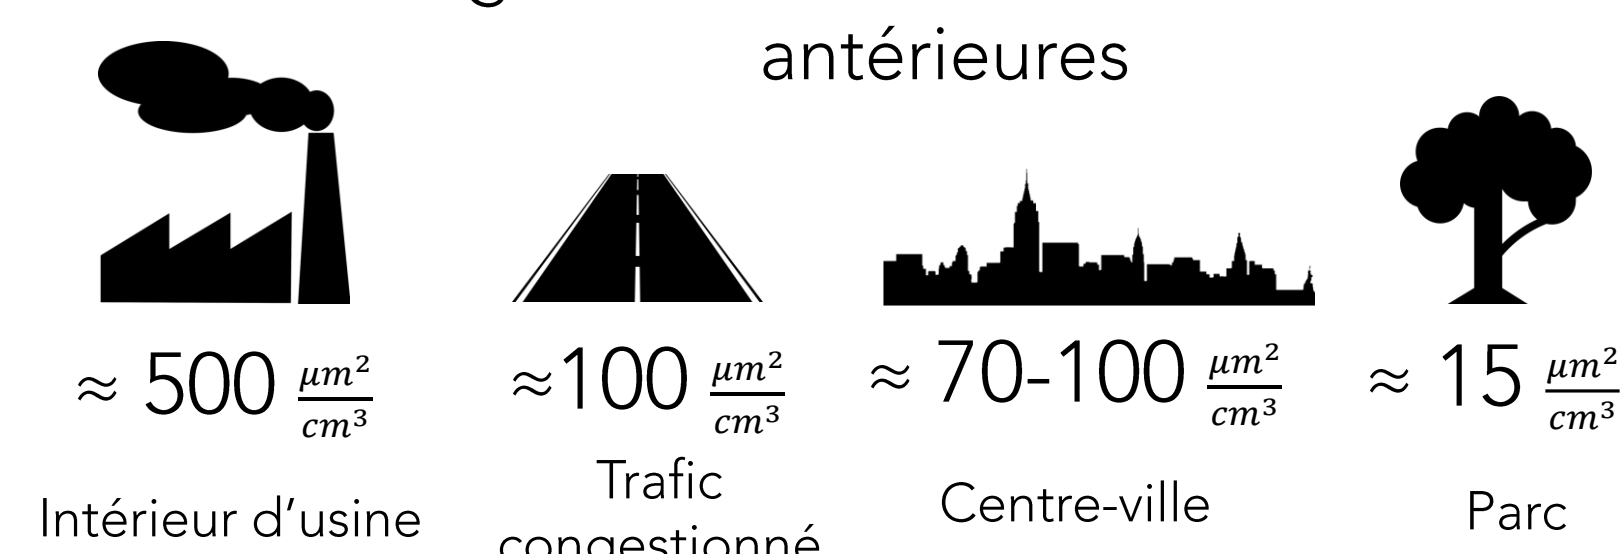 antérieures
≈ 500 μm²/cm³
≈100 μm²/cm³
≈ 70-100 μm²/cm³
≈ 15 μm²/cm³
Intérieur d’usine
Trafic
congestionné
Centre-ville
Parc